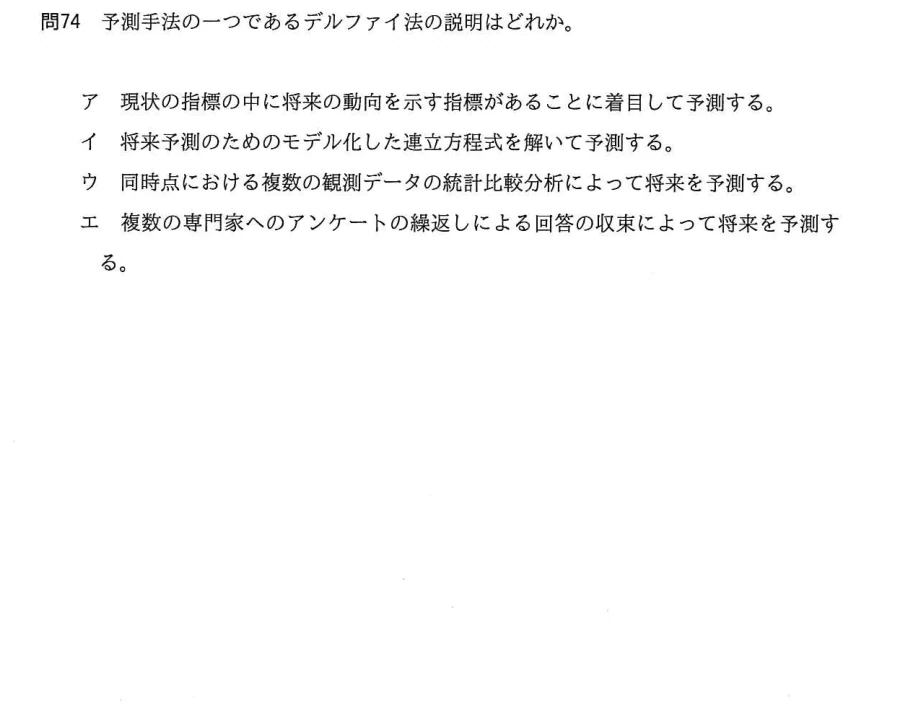 問74　予測手法の一つであるデルファイ法の説明はどれか。
ア　現状の指標の中に将来の動向を示す指標があることに着目して予測する。
イ　将来予測のためのモデル化した連立方程式を解いて予測する。
ウ　同時点における複数の観測データの統計比較分析によって将来を予測する。
エ　複数の専門家へのアンケートの繰返しによる回答の収束によって将来を予測す
る。